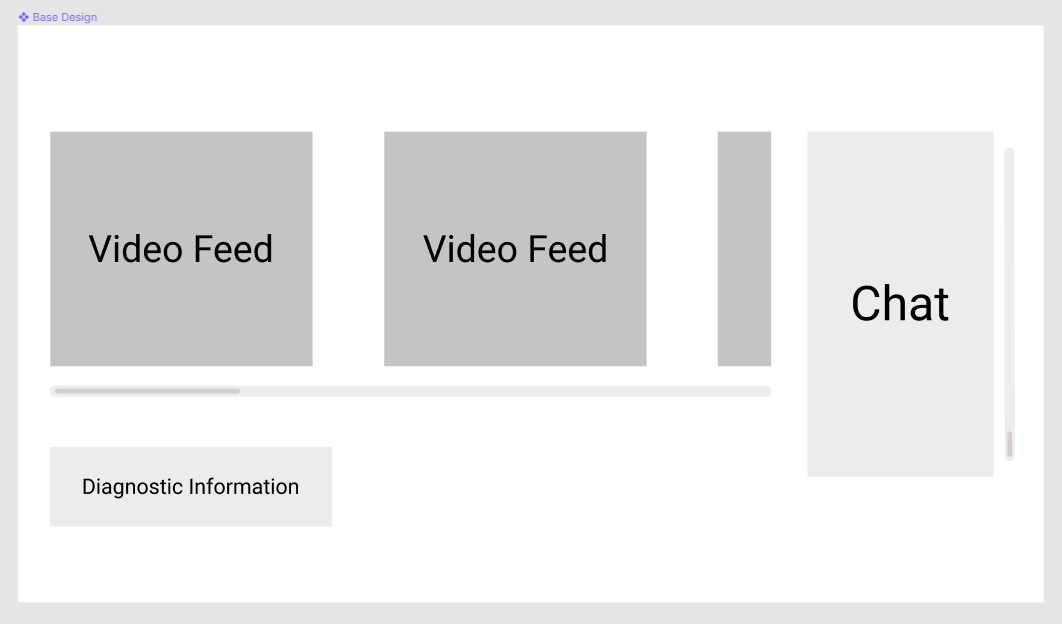 Base Design
Video Feed
Video Feed
Chat
Diagnostic Information